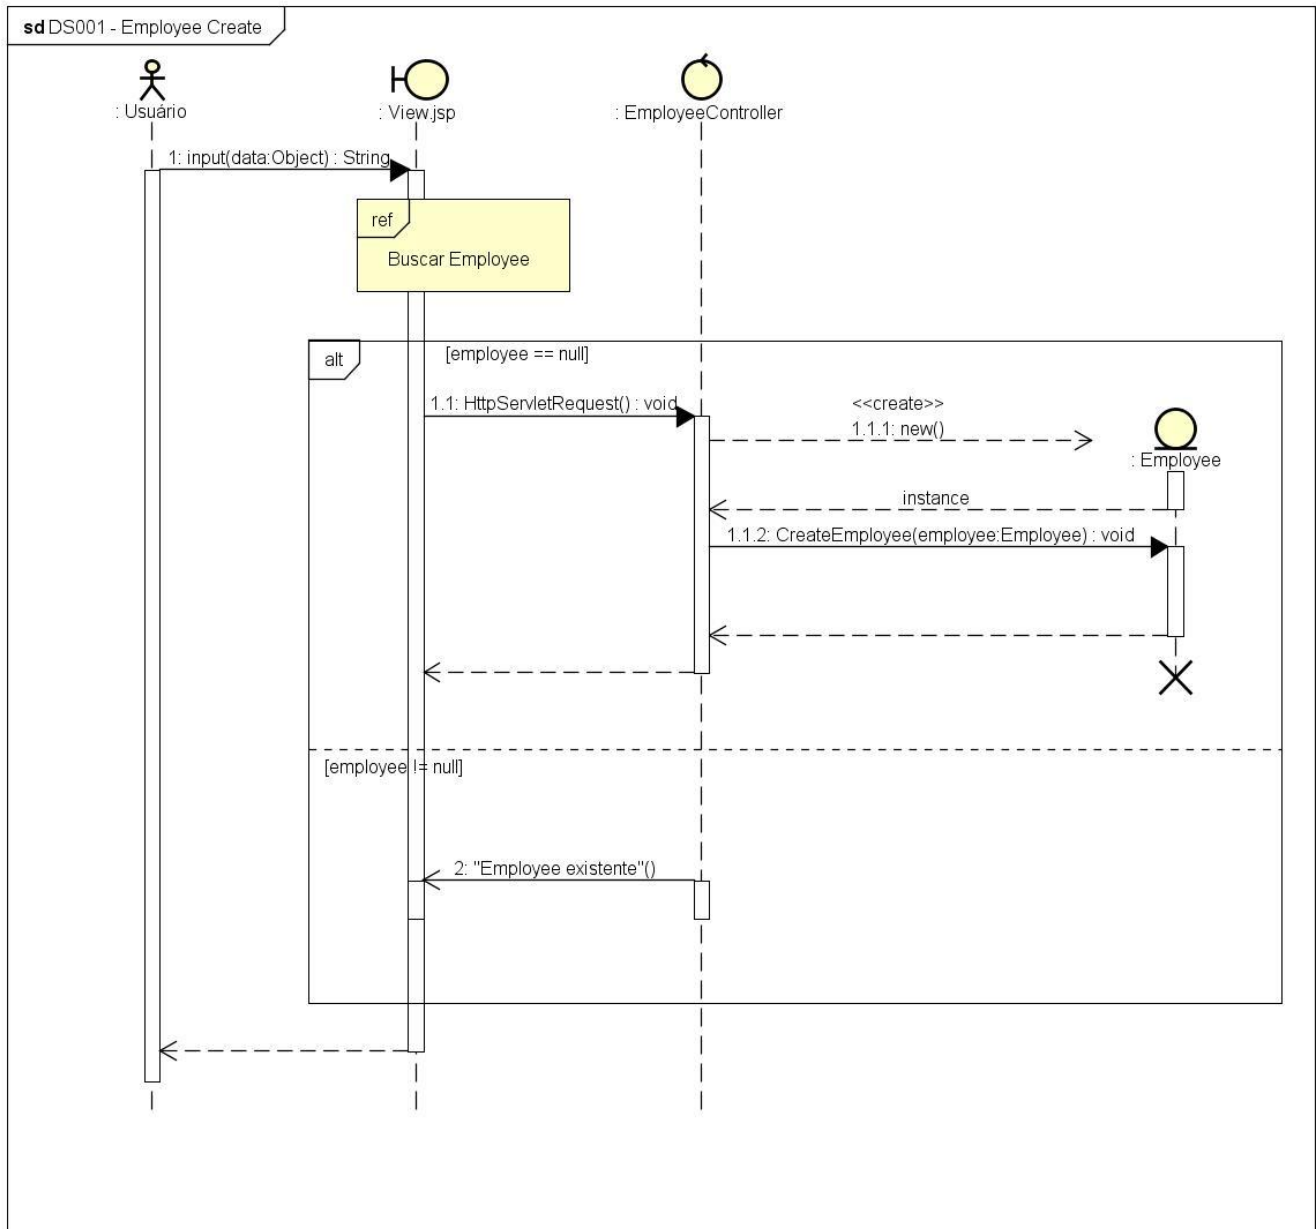 sd DS001 - Employee Create
: Usuário
: View.jsp
: EmployeeController
1: input(data:Object) : String
ref
Buscar Employee
alt
[employee == null]
1.1: HttpServletRequest() : void
<<create>>
1.1.1: new()
: Employee
instance
1.1.2: CreateEmployee(employee:Employee) : void
[employee != null]
2: "Employee existente"()